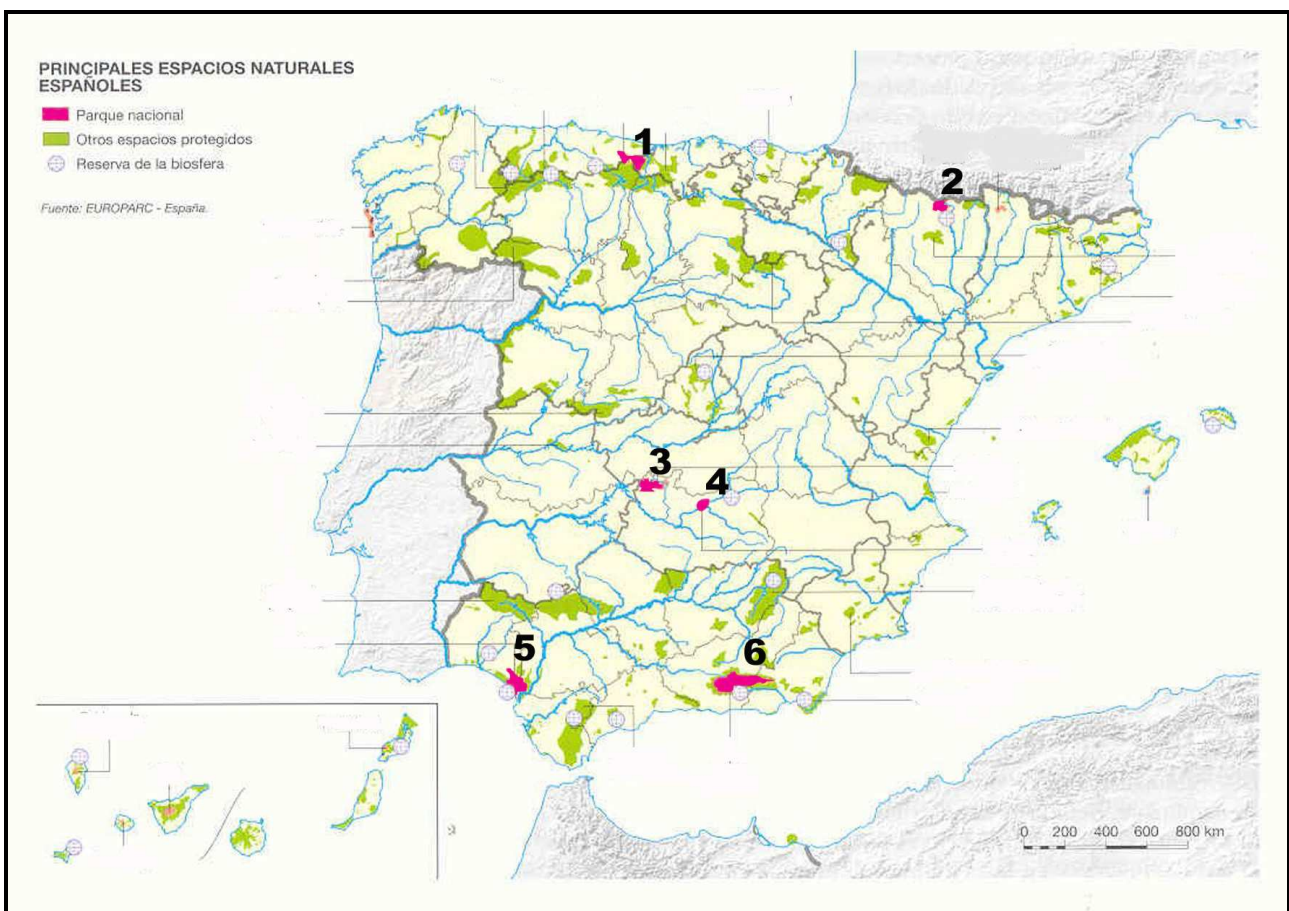 PRINCIPALES ESPACIOS NATURALES
ESPAÑOLES
Parque nacional
Otros espacios protegidos
Reserva de la biosfera
Fuente: EUROPARC - España.
1
2
3
4
5
6
0 200 400 600 800 km